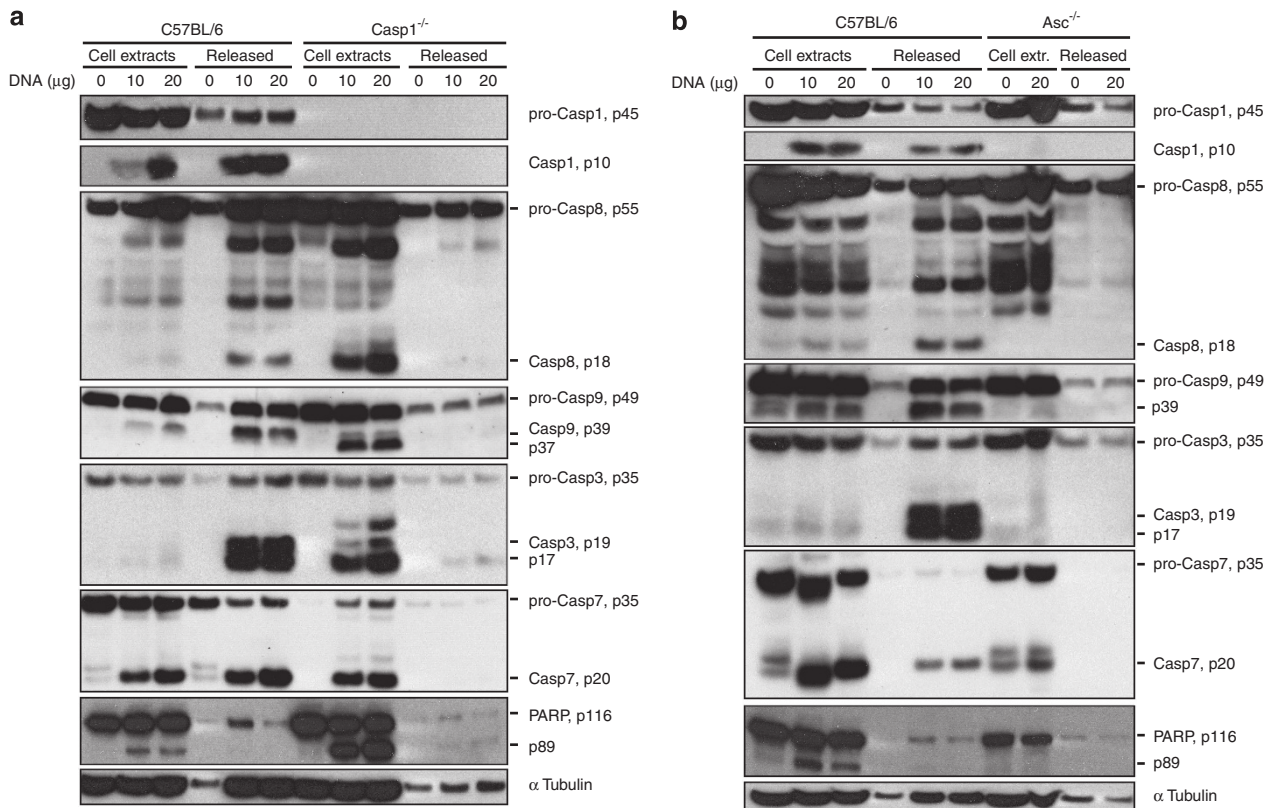 a
C57BL/6 Casp1-/-
Cell extracts Released Cell extracts Released
DNA (μg) 0 10 20 0 10 20 0 10 20 0 10 20
pro-Casp1, p45
Casp1, p10
pro-Casp8, p55
Casp8, p18
pro-Casp9, p49
Casp9, p39
p37
pro-Casp3, p35
Casp3, p19
p17
pro-Casp7, p35
Casp7, p20
PARP, p116
p89
α Tubulin
b
C57BL/6 Asc-/-
Cell extracts Released Cell extr. Released
DNA (μg) 0 10 20 0 10 20 0 20 0 20
pro-Casp1, p45
Casp1, p10
pro-Casp8, p55
Casp8, p18
pro-Casp9, p49
p39
pro-Casp3, p35
Casp3, p19
p17
pro-Casp7, p35
Casp7, p20
PARP, p116
p89
α Tubulin